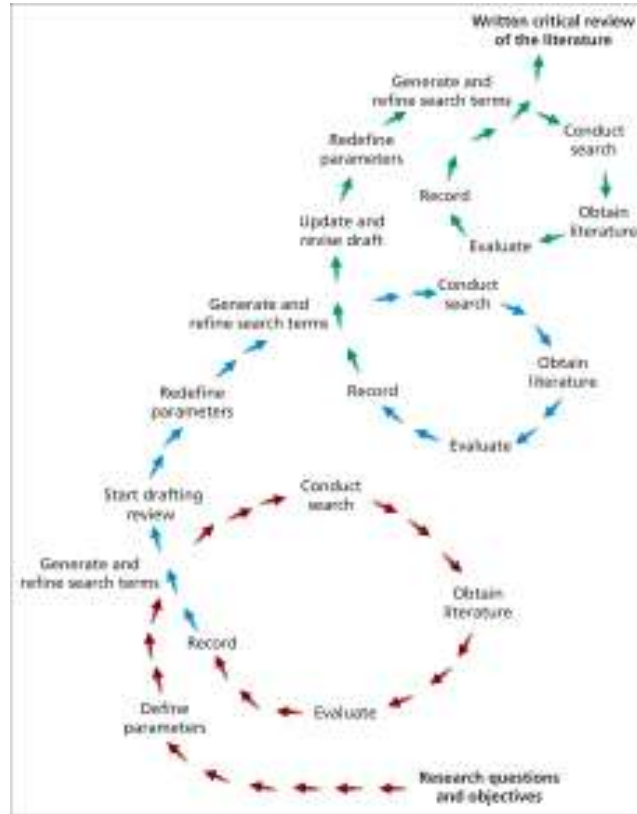 Written critical review
of the literature
Generate and
refine search terms
Conduct
search
Redefine
parameters
Record
Obtain
literature
Update and
revise draft
Evaluate
Conduct
search
Generate and
refine search terms
Obtain
literature
Redefine
parameters
Record
Evaluate
Conduct
search
Start drafting
review
Generate and
refine search terms
Obtain
literature
Record
Define
parameters
Evaluate
Research questions
and objectives